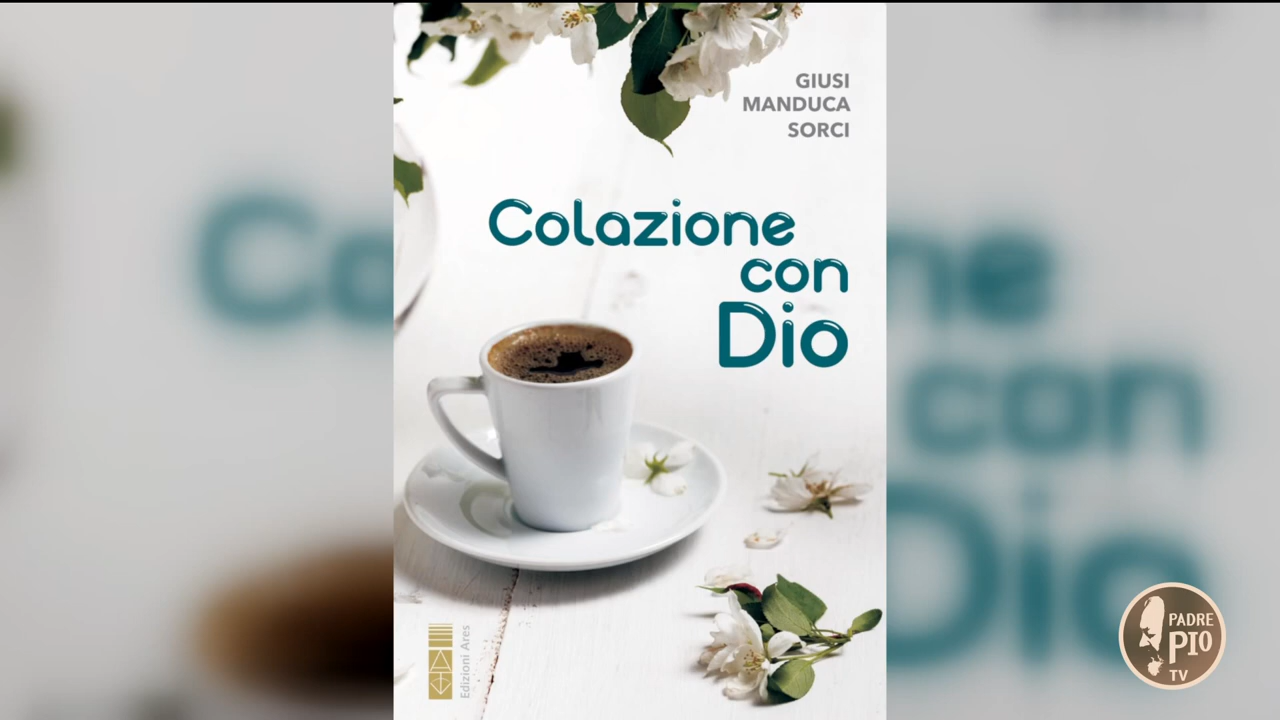 GIUSI
MANDUCA
SORCI
Colazione
con
Dio
Edizioni Ares
PADRE
PIO
TV